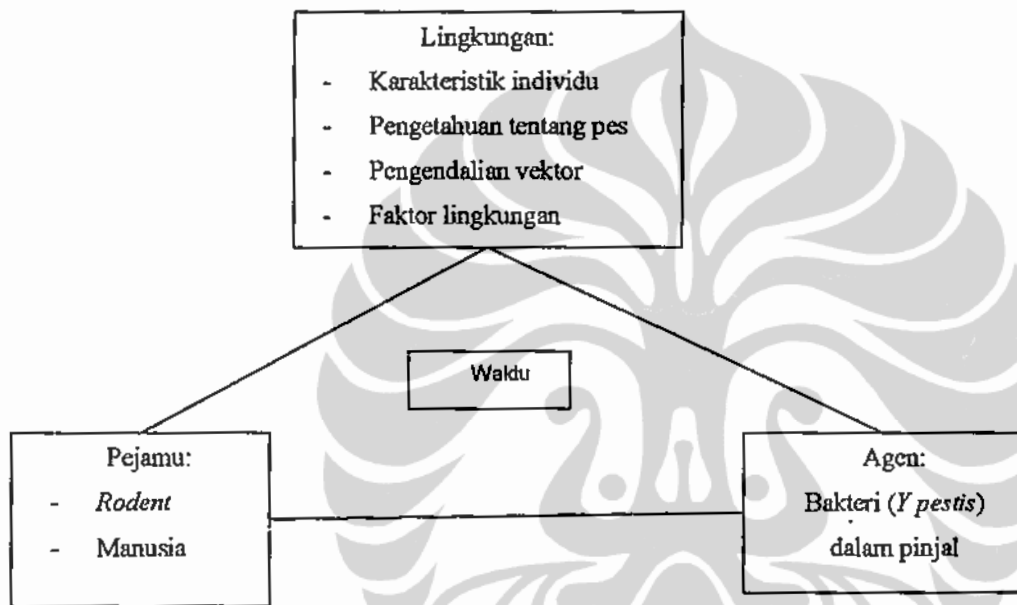 Lingkungan:
- Karakteristik individu
- Pengetahuan tentang pes
- Pengendalian vektor
- Faktor lingkungan
Waktu
Pejamu:
- Rodent
- Manusia
Agen:
Bakteri (Y pestis)
dalam pinjal